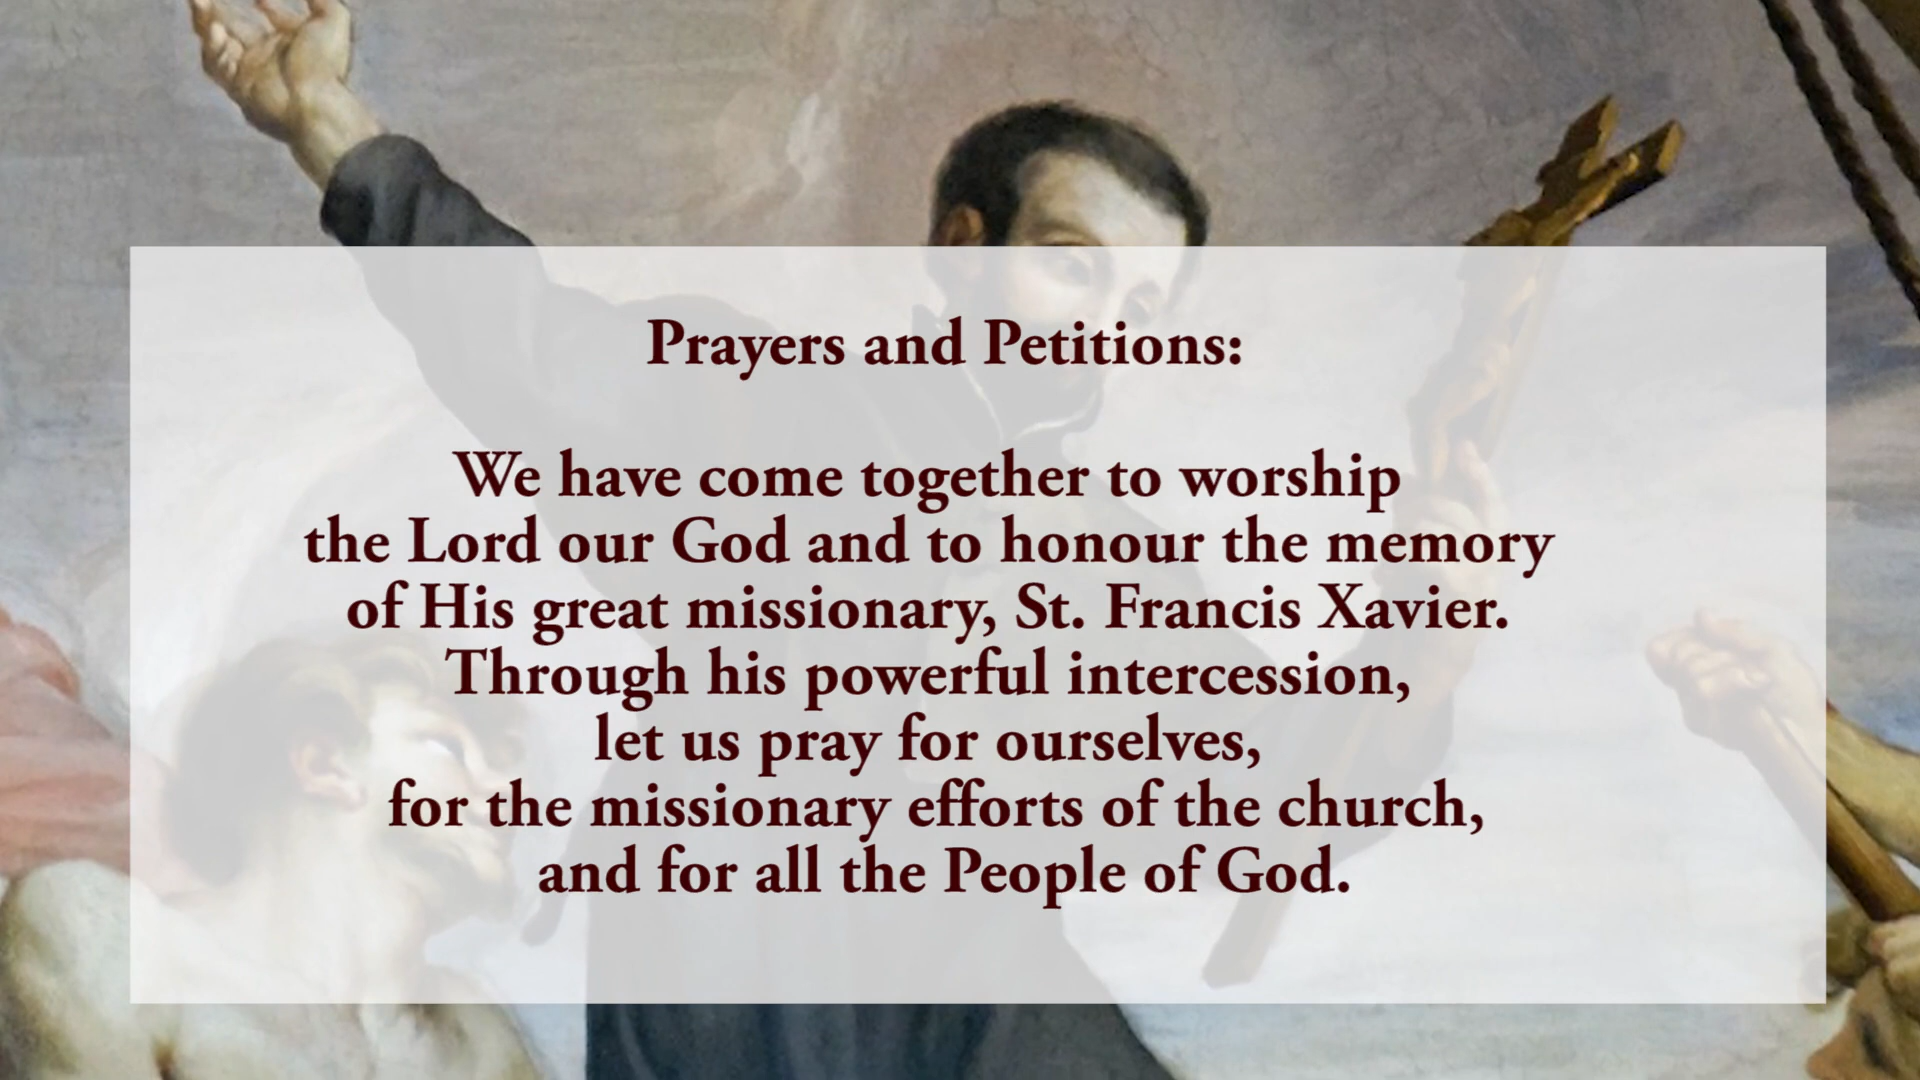 Prayers and Petitions:
We have come together to worship
the Lord our God and to honour the memory
of His great missionary, St. Francis Xavier.
Through his powerful intercession,
let us pray for ourselves,
for the missionary efforts of the church,
and for all the People of God.